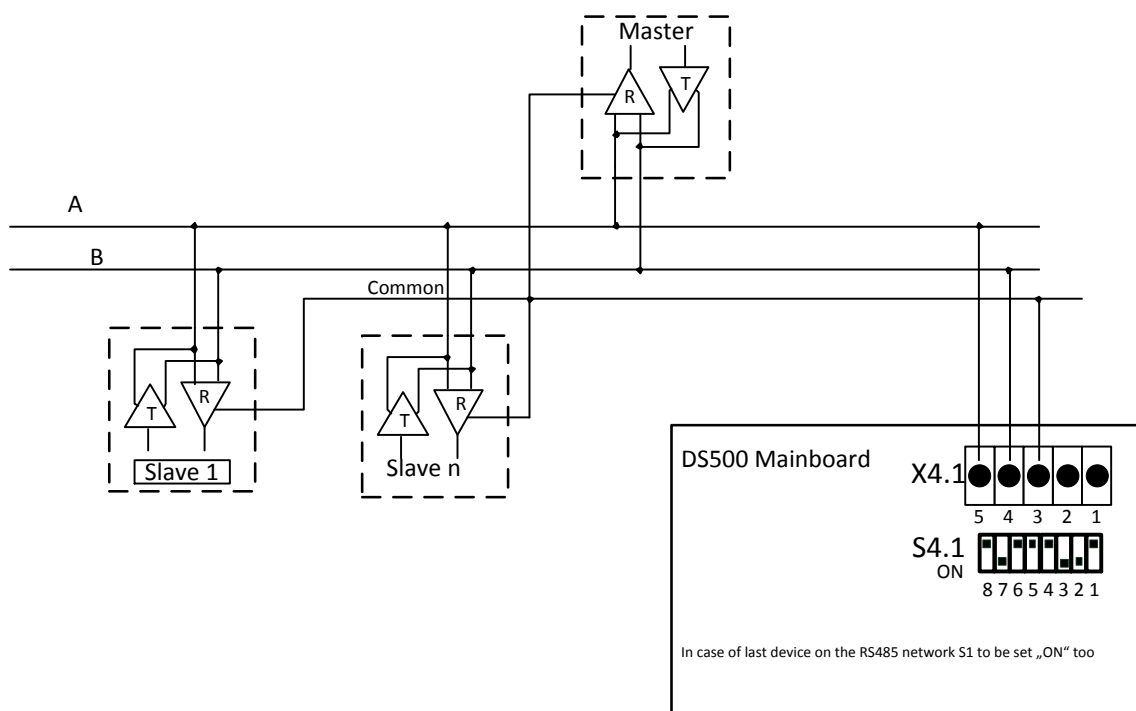 Master
R
T
A
B
Common
T
R
Slave 1
T
R
Slave n
DS500 Mainboard
X4.1
5 4 3 2 1
S4.1
ON
8 7 6 5 4 3 2 1
In case of last device on the RS485 network S1 to be set „ON“ too